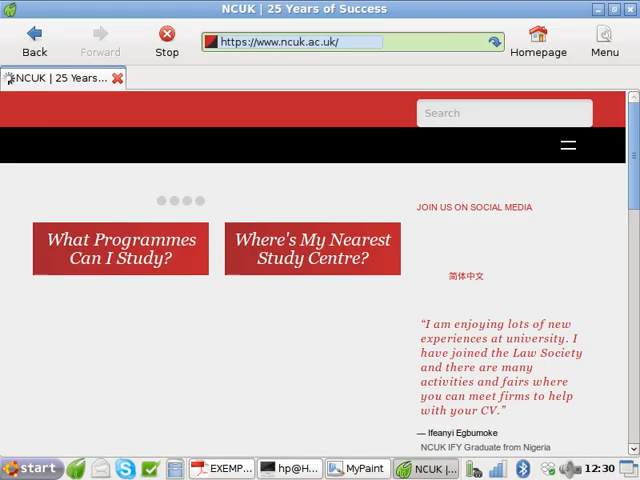 NCUK | 25 Years of Success
Back
Forward
Stop
https://www.ncuk.ac.uk/
Homepage
Menu
NCUK | 25 Years...
Search
JOIN US ON SOCIAL MEDIA
What Programmes
Can I Study?
Where's My Nearest
Study Centre?
简体中文
“I am enjoying lots of new
experiences at university. I
have joined the Law Society
and there are many
activities and fairs where
you can meet firms to help
with your CV.”
— Ifeanyi Egbumoke
NCUK IFY Graduate from Nigeria
start
EXEMP...
hp@H...
MyPaint
NCUK |...
12:30